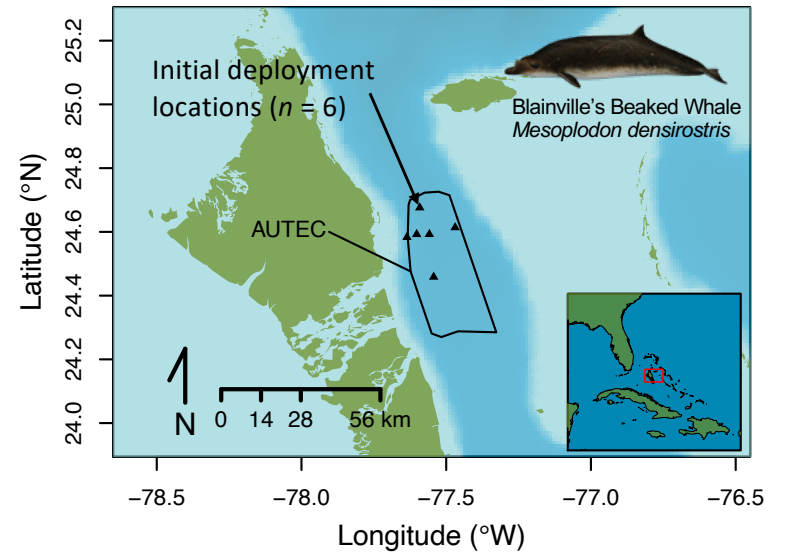 Initial deployment
locations (n = 6)
Blainville's Beaked Whale
Mesoplodon densirostris
AUTEC
N
0 14 28 56 km
Latitude (°N)
25.2
25.0
24.8
24.6
24.4
24.2
24.0
−78.5 −78.0 −77.5 −77.0 −76.5
Longitude (°W)